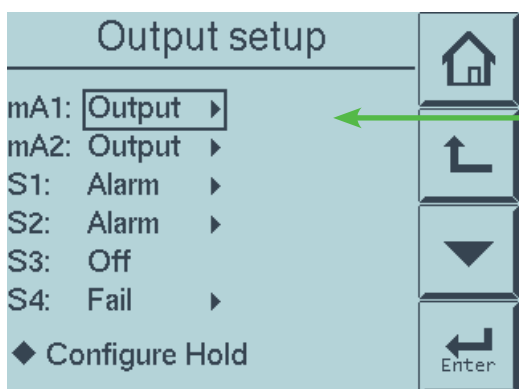 Output setup
mA1: Output
mA2: Output
S1: Alarm
S2: Alarm
S3: Off
S4: Fail
Configure Hold
Enter